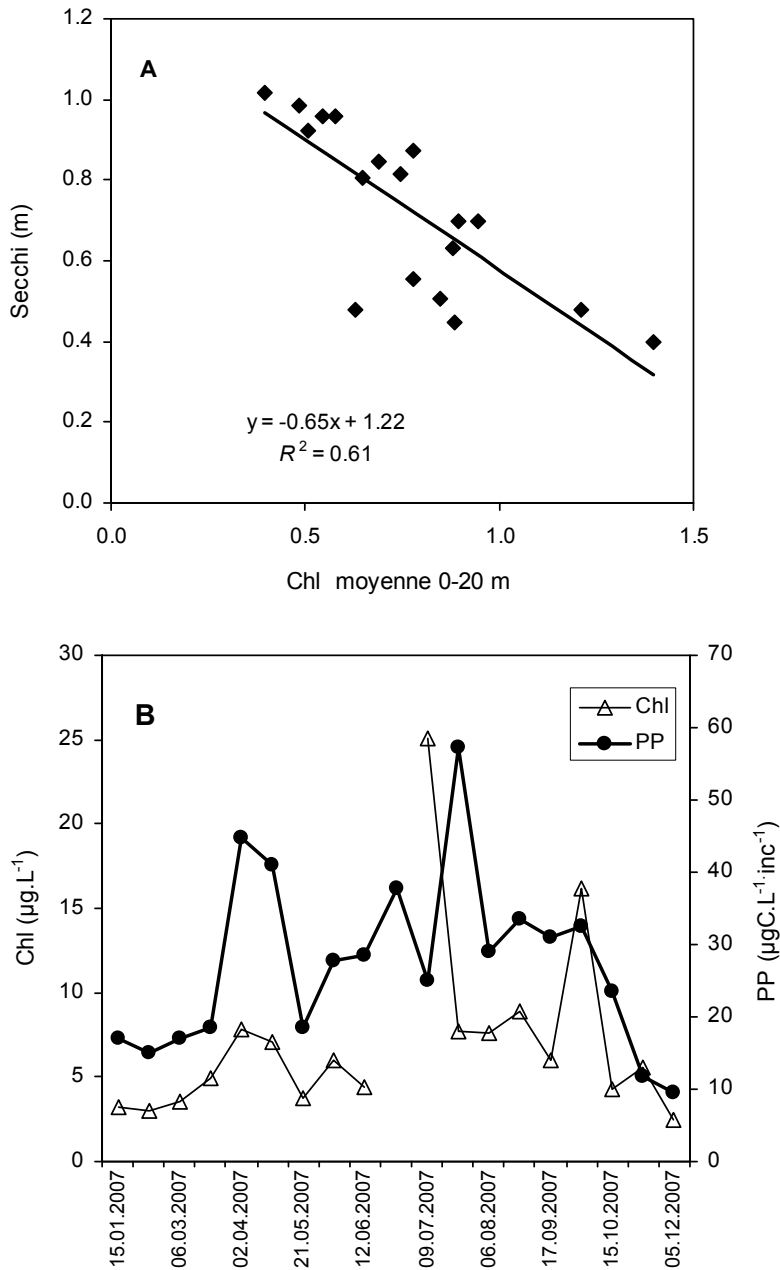 A
1.2
1.0
0.8
0.6
0.4
0.2
0.0
Secchi (m)
y = -0.65x + 1.22
R² = 0.61
0.0 0.5 1.0 1.5
Chl moyenne 0-20 m
B
30
25
20
15
10
5
0
Chl (µg.L⁻¹)
Chl
PP
70
60
50
40
30
20
10
0
PP (µgC.L⁻¹·inc⁻¹)
15.01.2007
06.03.2007
02.04.2007
21.05.2007
12.06.2007
09.07.2007
06.08.2007
17.09.2007
15.10.2007
05.12.2007